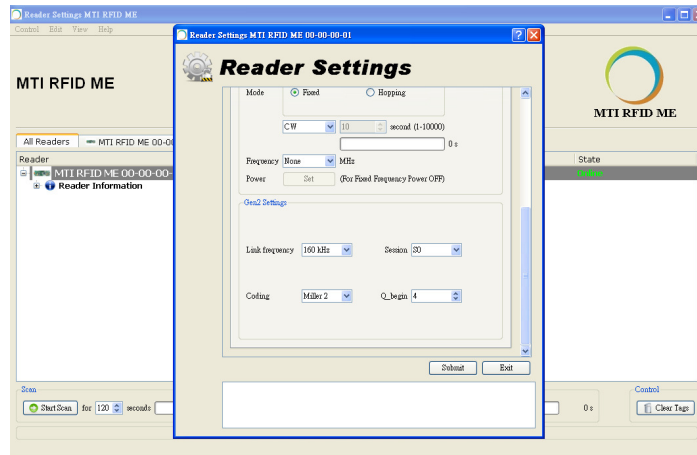 Reader Settings MTI RFID ME
Control Edit View Help
MTI RFID ME
MTI RFID ME
All Readers MTI RFID ME 00-00
Reader State
MTI RFID ME 00-00-00- Online
Reader Information
Scan
Start Scan for 120 seconds 0 s
Control
Clear Tags
Reader Settings MTI RFID ME 00-00-00-01
Reader Settings
Mode Fixed Hopping
CW 10 second (1-10000)
0 s
Frequency None MHz
Power Set (For Fixed Frequency Power OFF)
Gen2 Settings
Link frequency 160 kHz Session S0
Coding Miller 2 Q_begin 4
Submit Exit